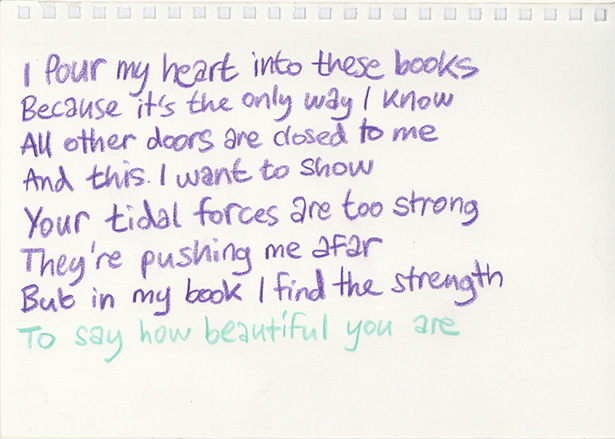 I Pour my heart into these books
Because it's the only way I know
All other doors are closed to me
And this I want to show
Your tidal forces are too strong
They're pushing me afar
But in my book I find the strength
To say how beautiful you are